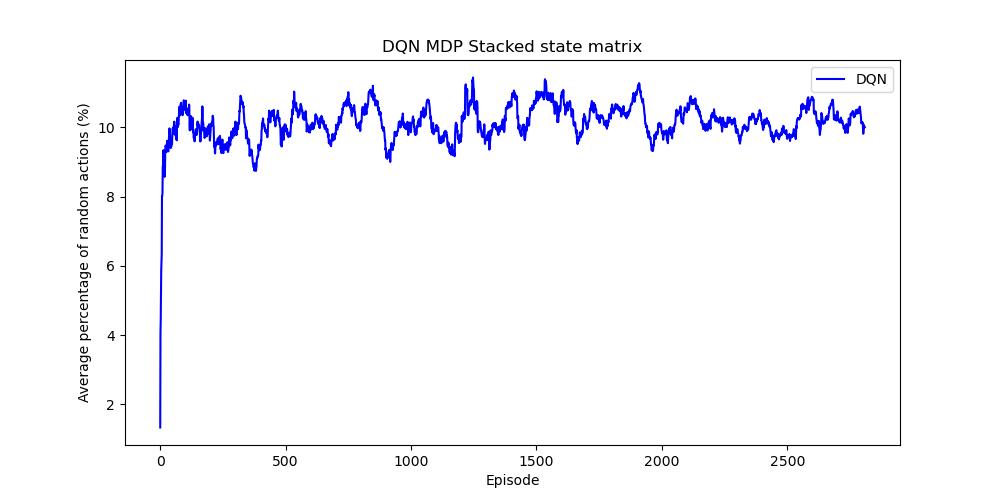 DQN MDP Stacked state matrix
DQN
Average percentage of random actions (%)
10
8
6
4
2
0 500 1000 1500 2000 2500
Episode